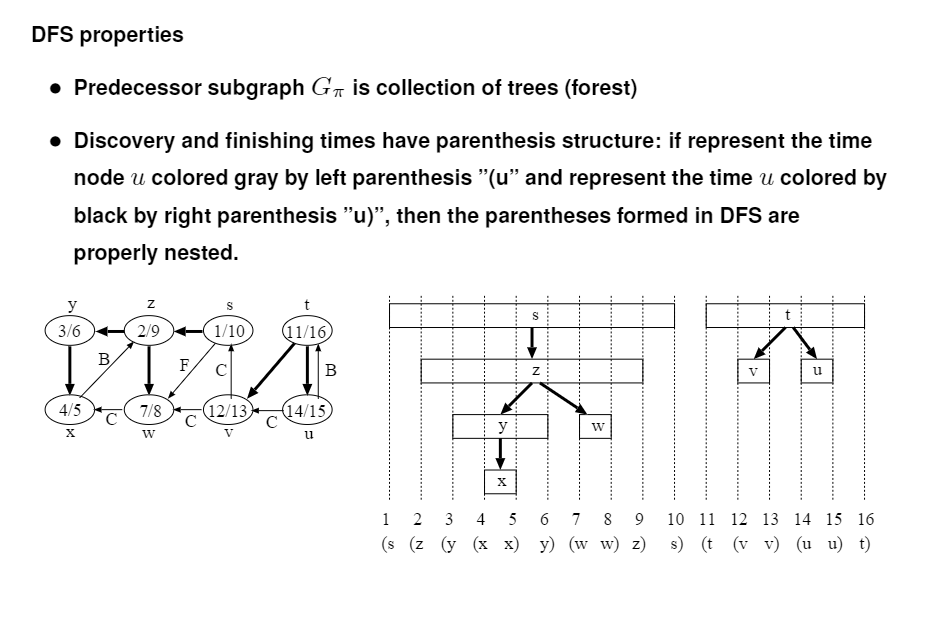 DFS properties
• Predecessor subgraph Gπ is collection of trees (forest)
• Discovery and finishing times have parenthesis structure: if represent the time
node u colored gray by left parenthesis ”(u” and represent the time u colored by
black by right parenthesis ”u)”, then the parentheses formed in DFS are
properly nested.
y z s t
3/6 2/9 1/10 11/16
B F C B
4/5 C 7/8 C 12/13 C 14/15
x w v u
s t
z v u
y w
x
1 2 3 4 5 6 7 8 9 10 11 12 13 14 15 16
(s (z (y (x x) y) (w w) z) s) (t (v v) (u u) t)